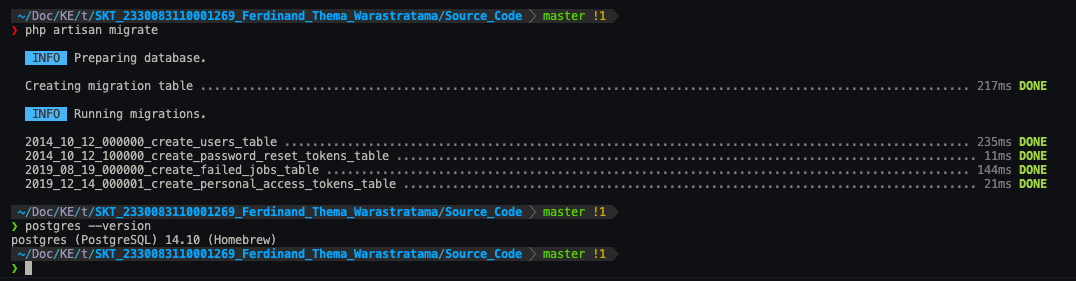 ~/Doc/KE/t/SKT_2330083110001269_Ferdinand_Thema_Warastratama/Source_Code > master !1
❯ php artisan migrate
INFO Preparing database.
Creating migration table .............................................................................................................. 217ms DONE
INFO Running migrations.
2014_10_12_000000_create_users_table .................................................................................................. 235ms DONE
2014_10_12_100000_create_password_reset_tokens_table ................................................................................... 11ms DONE
2019_08_19_000000_create_failed_jobs_table ............................................................................................ 144ms DONE
2019_12_14_000001_create_personal_access_tokens_table .................................................................................. 21ms DONE
~/Doc/KE/t/SKT_2330083110001269_Ferdinand_Thema_Warastratama/Source_Code > master !1
❯ postgres --version
postgres (PostgreSQL) 14.10 (Homebrew)
~/Doc/KE/t/SKT_2330083110001269_Ferdinand_Thema_Warastratama/Source_Code > master !1
❯